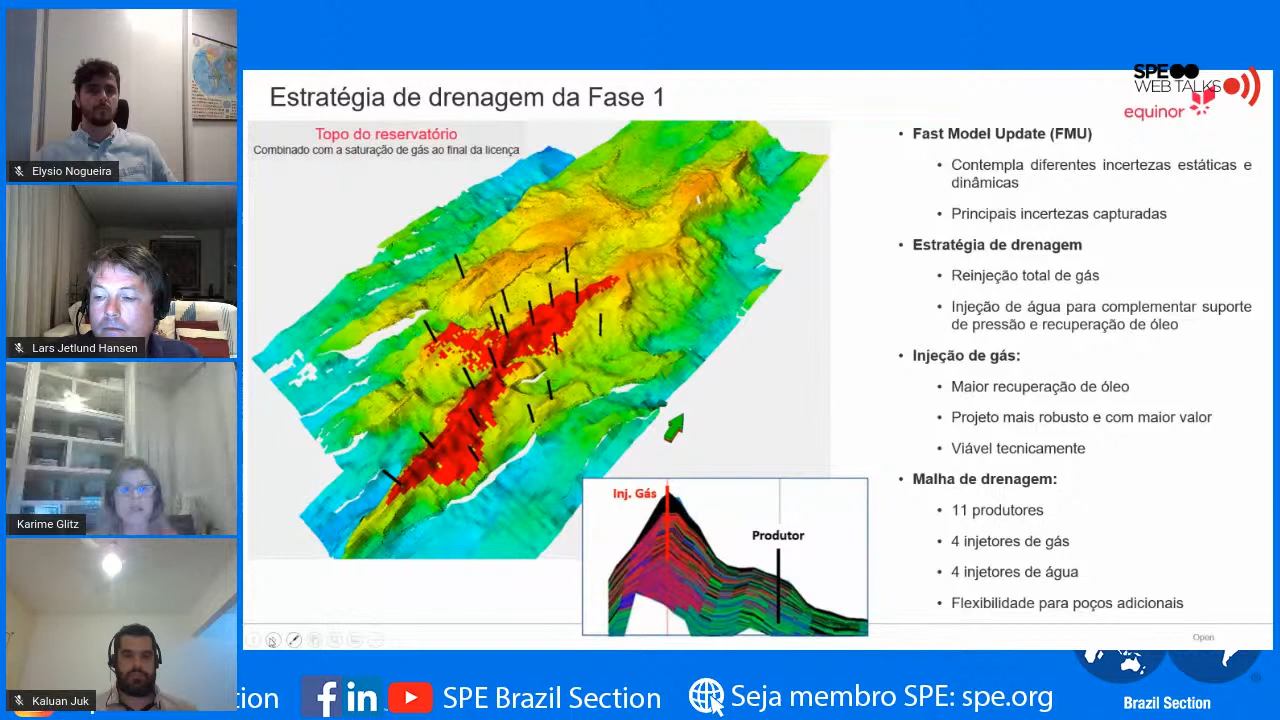 Elysio Nogueira
Lars Jetlund Hansen
Karime Glitz
Kaluan Juk
Estratégia de drenagem da Fase 1
SPE
WEB TALKS
equinor
Topo do reservatório
Combinado com a saturação de gás ao final da licença
Inj. Gás
Produtor
• Fast Model Update (FMU)
• Contempla diferentes incertezas estáticas e
dinâmicas
• Principais incertezas capturadas
• Estratégia de drenagem
• Reinjeção total de gás
• Injeção de água para complementar suporte
de pressão e recuperação de óleo
• Injeção de gás:
• Maior recuperação de óleo
• Projeto mais robusto e com maior valor
• Viável tecnicamente
• Malha de drenagem:
• 11 produtores
• 4 injetores de gás
• 4 injetores de água
• Flexibilidade para poços adicionais
Open
tion
f in SPE Brazil Section
Seja membro SPE: spe.org
Brazil Section